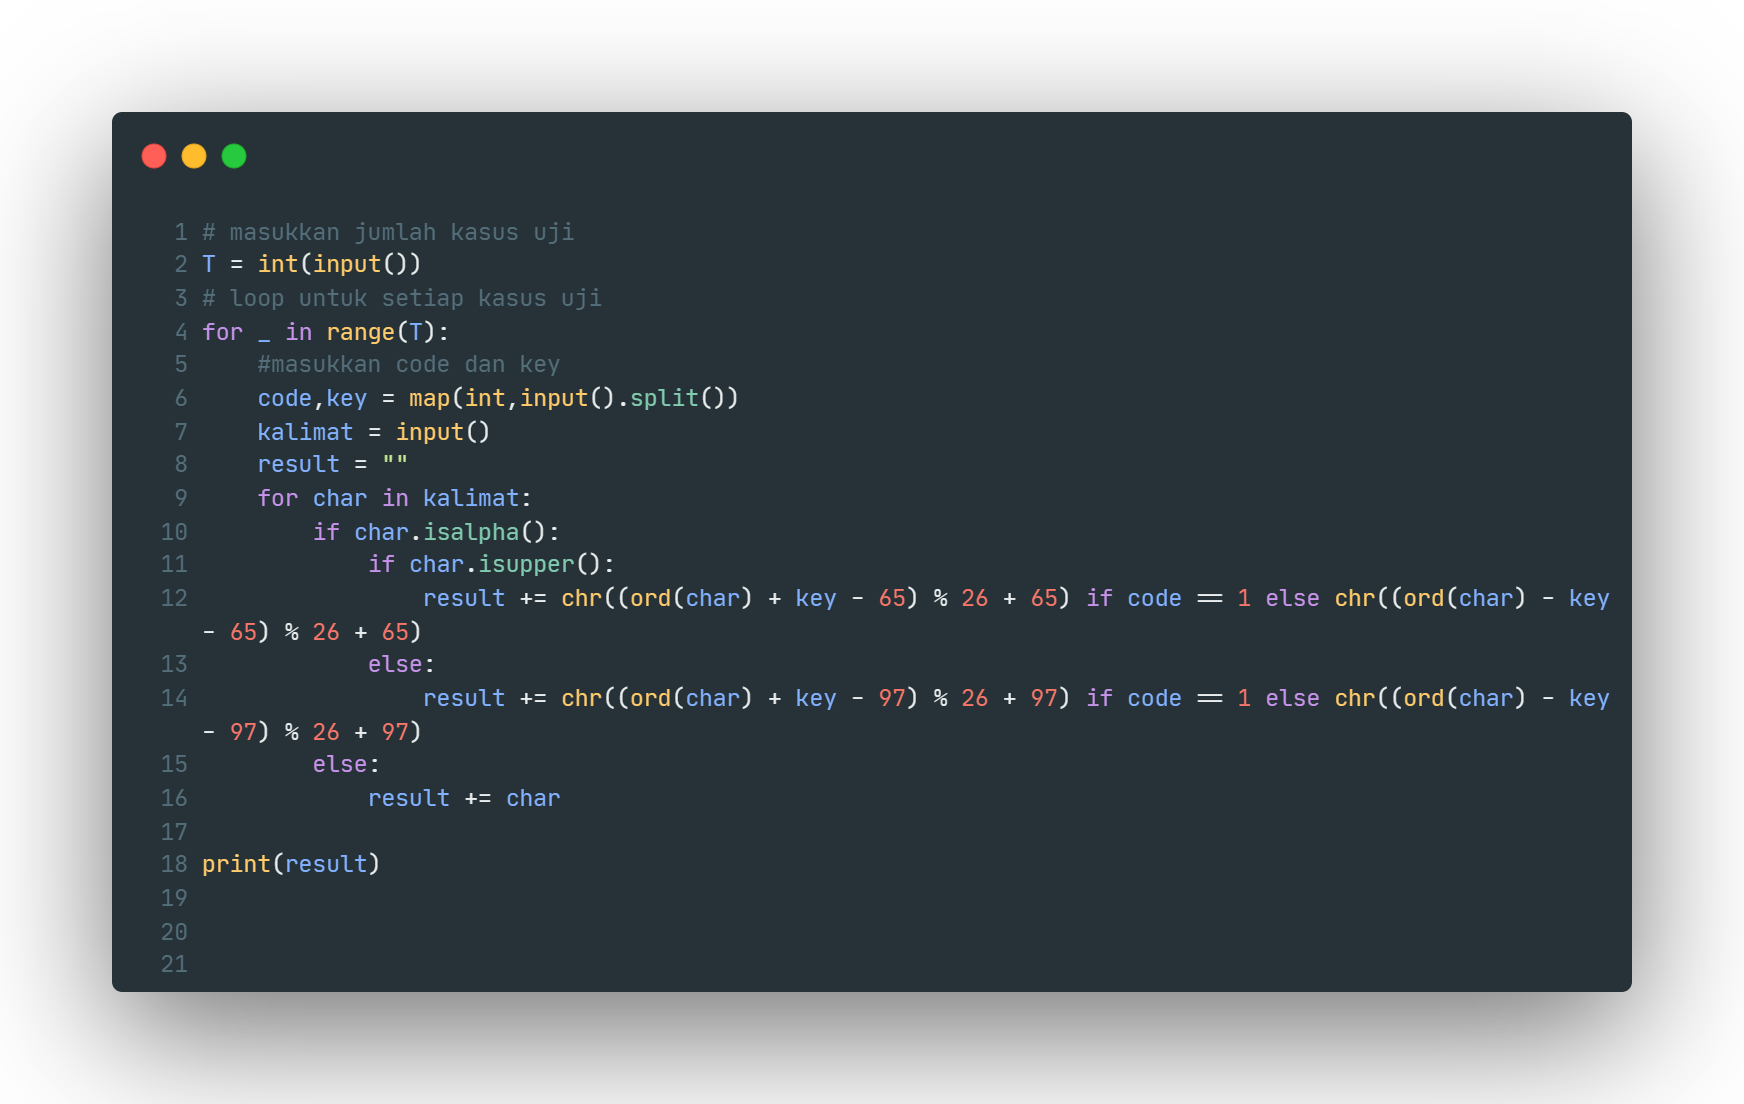 1 # masukkan jumlah kasus uji
2 T = int(input())
3 # loop untuk setiap kasus uji
4 for _ in range(T):
5     #masukkan code dan key
6     code,key = map(int,input().split())
7     kalimat = input()
8     result = ""
9     for char in kalimat:
10         if char.isalpha():
11             if char.isupper():
12                 result += chr((ord(char) + key - 65) % 26 + 65) if code == 1 else chr((ord(char) - key
- 65) % 26 + 65)
13             else:
14                 result += chr((ord(char) + key - 97) % 26 + 97) if code == 1 else chr((ord(char) - key
- 97) % 26 + 97)
15         else:
16             result += char
17
18 print(result)
19
20
21